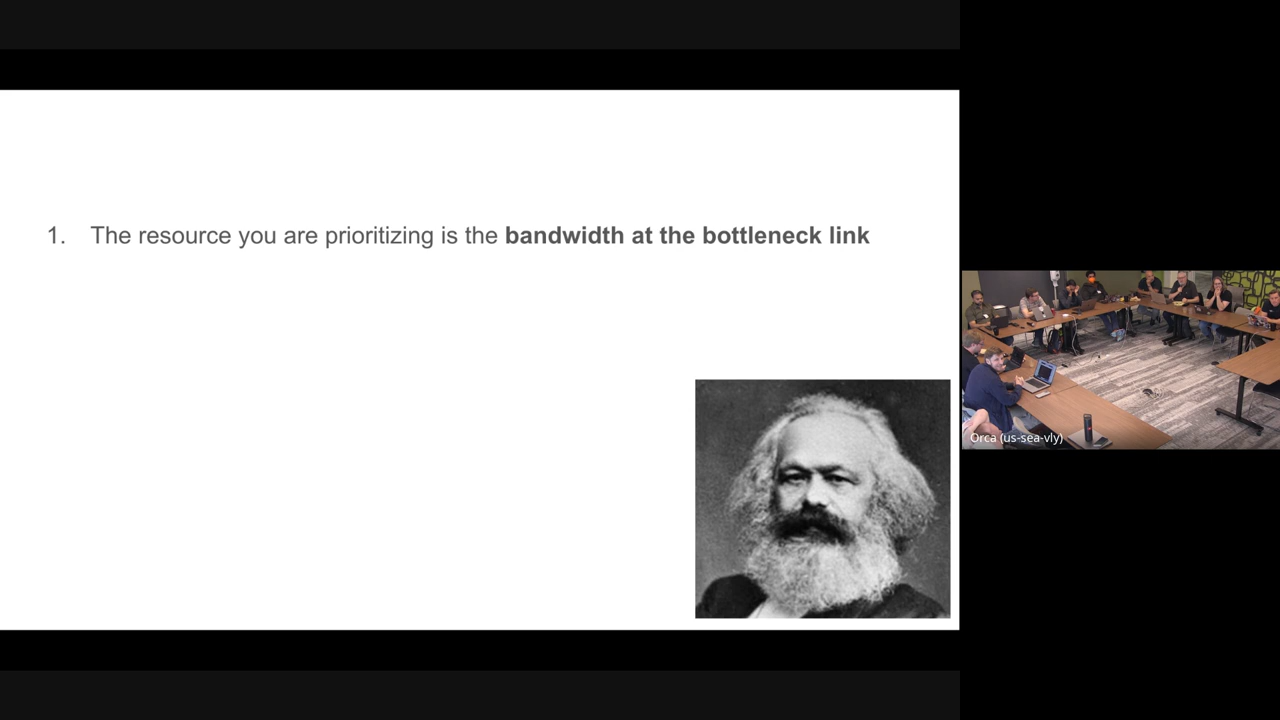 1. The resource you are prioritizing is the bandwidth at the bottleneck link
Orca (us-sea-vly)